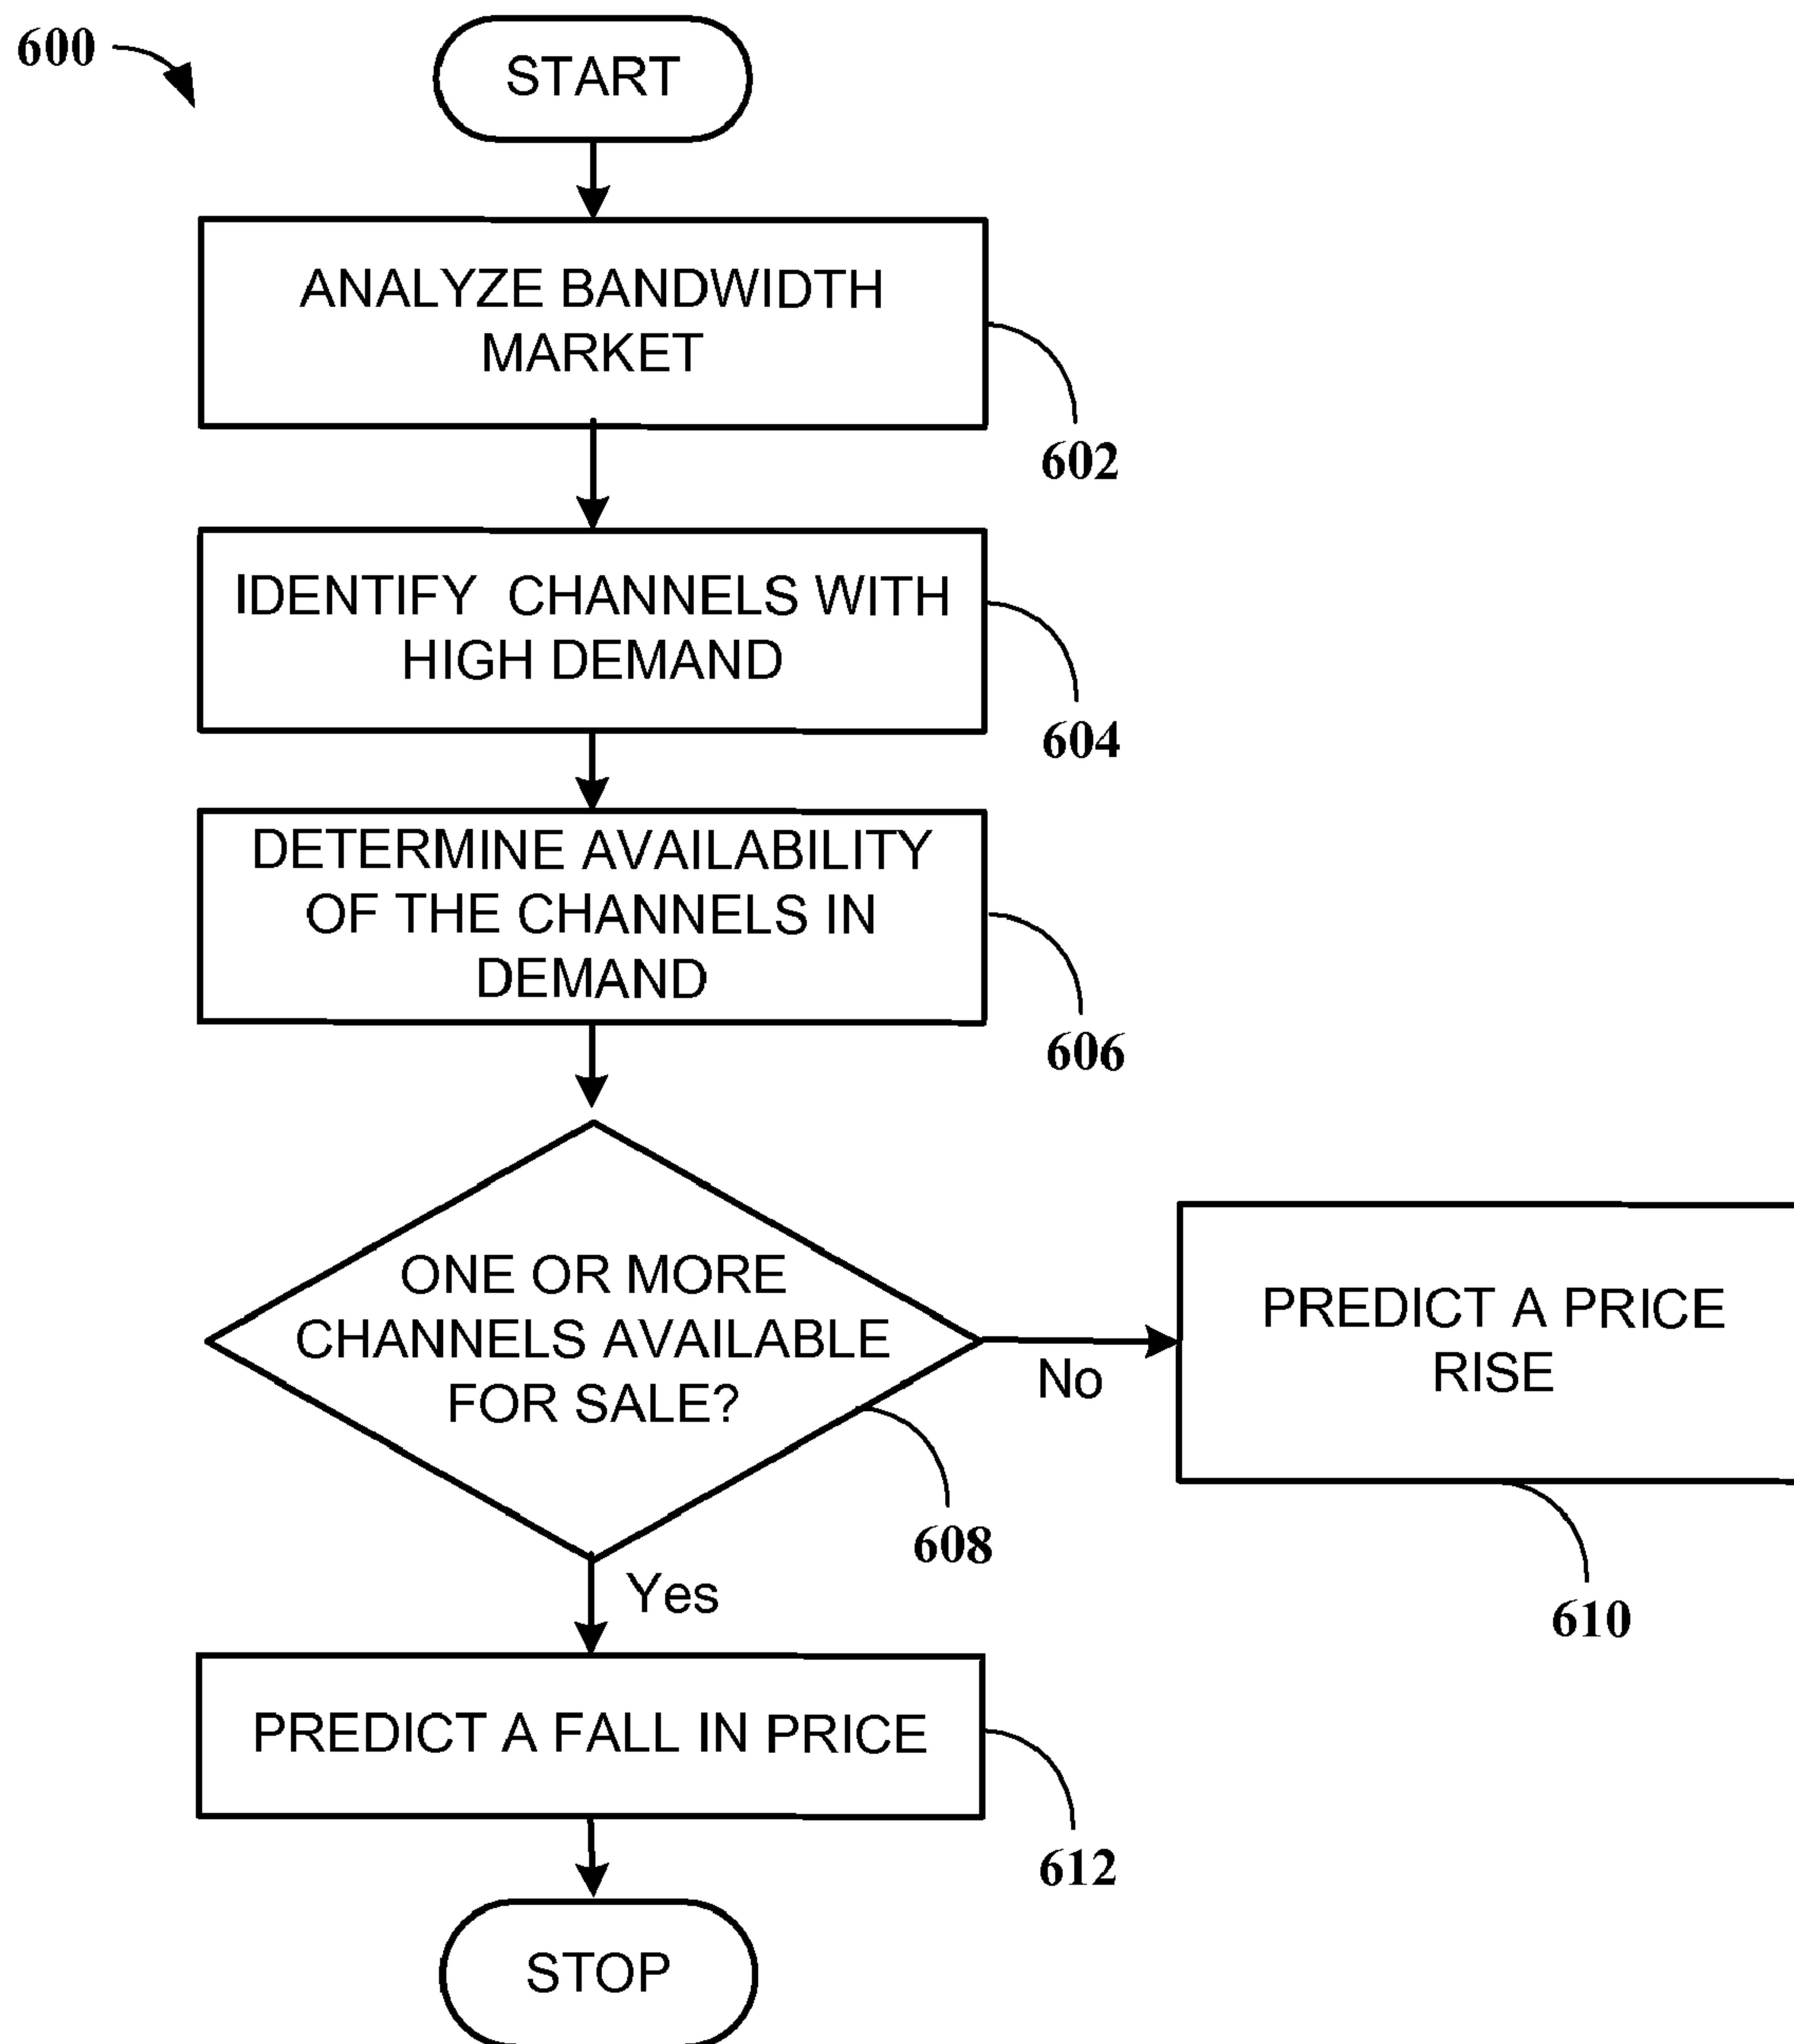 600
START
ANALYZE BANDWIDTH
MARKET
602
IDENTIFY CHANNELS WITH
HIGH DEMAND
604
DETERMINE AVAILABILITY
OF THE CHANNELS IN
DEMAND
606
ONE OR MORE
CHANNELS AVAILABLE
FOR SALE?
608
No
PREDICT A PRICE
RISE
610
Yes
PREDICT A FALL IN PRICE
612
STOP